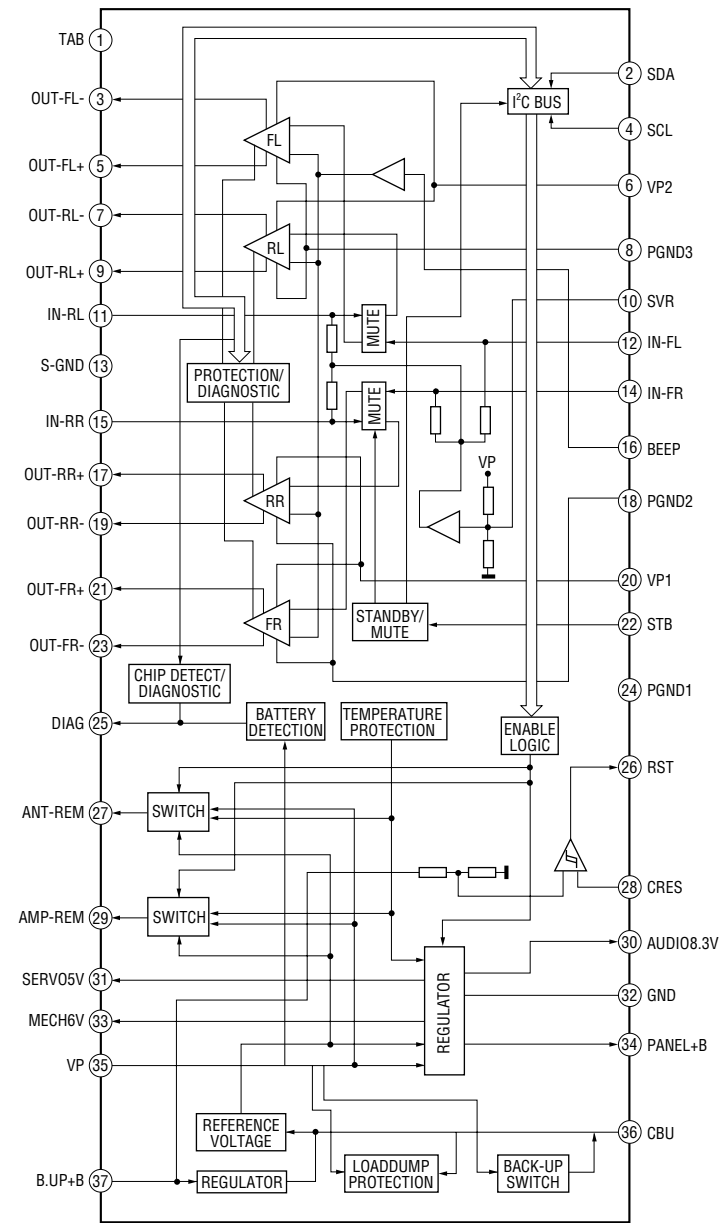 TAB 1
2 SDA
OUT-FL- 3
I²C BUS
4 SCL
FL
OUT-FL+ 5
6 VP2
OUT-RL- 7
RL
8 PGND3
OUT-RL+ 9
10 SVR
IN-RL 11
MUTE
12 IN-FL
S-GND 13
PROTECTION/
DIAGNOSTIC
14 IN-FR
MUTE
IN-RR 15
16 BEEP
VP
OUT-RR+ 17
18 PGND2
RR
OUT-RR- 19
20 VP1
OUT-FR+ 21
FR
STANDBY/
MUTE
22 STB
OUT-FR- 23
CHIP DETECT/
DIAGNOSTIC
24 PGND1
DIAG 25
BATTERY
DETECTION
TEMPERATURE
PROTECTION
ENABLE
LOGIC
26 RST
ANT-REM 27
SWITCH
28 CRES
AMP-REM 29
SWITCH
30 AUDIO8.3V
SERVO5V 31
REGULATOR
32 GND
MECH6V 33
34 PANEL+B
VP 35
REFERENCE
VOLTAGE
36 CBU
B.UP+B 37
REGULATOR
LOADDUMP
PROTECTION
BACK-UP
SWITCH